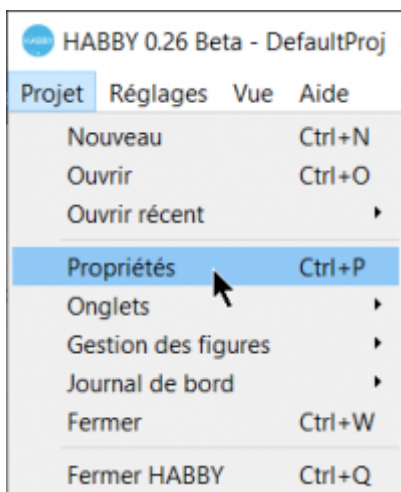 HABBY HABBY 0.26 Beta - DefaultProj
Projet Réglages Vue Aide
Nouveau Ctrl+N
Ouvrir Ctrl+O
Ouvrir récent
Propriétés Ctrl+P
Onglets
Gestion des figures
Journal de bord
Fermer Ctrl+W
Fermer HABBY Ctrl+Q